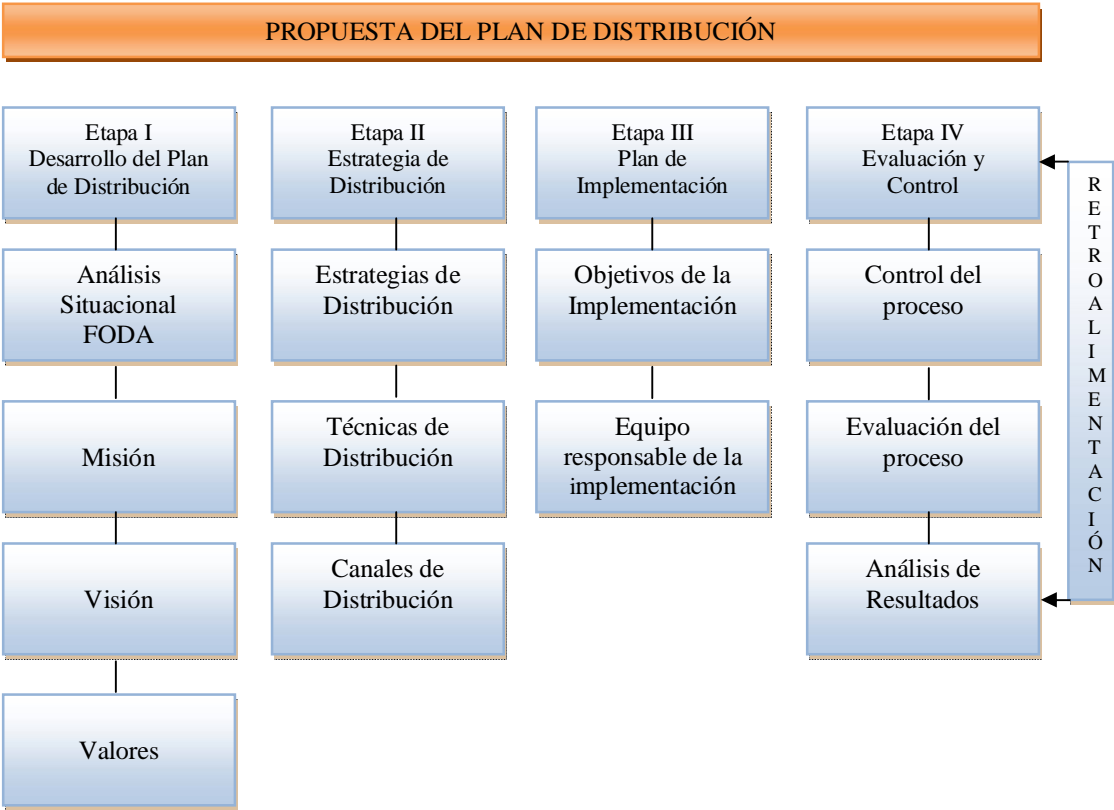 PROPUESTA DEL PLAN DE DISTRIBUCIÓN
Etapa I
Desarrollo del Plan
de Distribución
Análisis
Situacional
FODA
Misión
Visión
Valores
Etapa II
Estrategia de
Distribución
Estrategias de
Distribución
Técnicas de
Distribución
Canales de
Distribución
Etapa III
Plan de
Implementación
Objetivos de la
Implementación
Equipo
responsable de la
implementación
Etapa IV
Evaluación y
Control
Control del
proceso
Evaluación del
proceso
Análisis de
Resultados
RETROALIMENTACIÓN